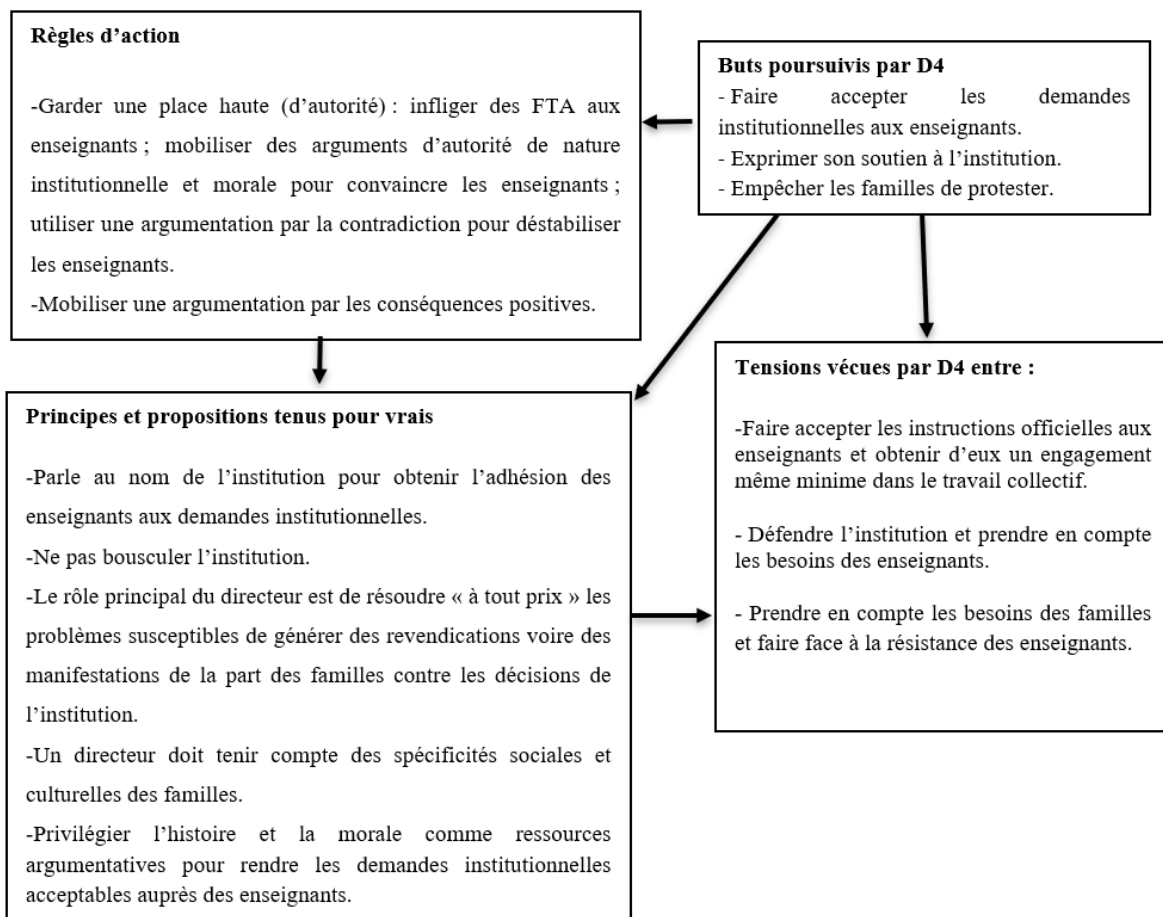 Règles d’action
-Garder une place haute (d’autorité) : infliger des FTA aux
enseignants ; mobiliser des arguments d’autorité de nature
institutionnelle et morale pour convaincre les enseignants ;
utiliser une argumentation par la contradiction pour déstabiliser
les enseignants.
-Mobiliser une argumentation par les conséquences positives.
Buts poursuivis par D4
- Faire accepter les demandes
institutionnelles aux enseignants.
- Exprimer son soutien à l’institution.
- Empêcher les familles de protester.
Principes et propositions tenus pour vrais
-Parle au nom de l’institution pour obtenir l’adhésion des
enseignants aux demandes institutionnelles.
-Ne pas bousculer l’institution.
-Le rôle principal du directeur est de résoudre « à tout prix » les
problèmes susceptibles de générer des revendications voire des
manifestations de la part des familles contre les décisions de
l’institution.
-Un directeur doit tenir compte des spécificités sociales et
culturelles des familles.
-Privilégier l’histoire et la morale comme ressources
argumentatives pour rendre les demandes institutionnelles
acceptables auprès des enseignants.
Tensions vécues par D4 entre :
-Faire accepter les instructions officielles aux
enseignants et obtenir d’eux un engagement
même minime dans le travail collectif.
- Défendre l’institution et prendre en compte
les besoins des enseignants.
- Prendre en compte les besoins des familles
et faire face à la résistance des enseignants.